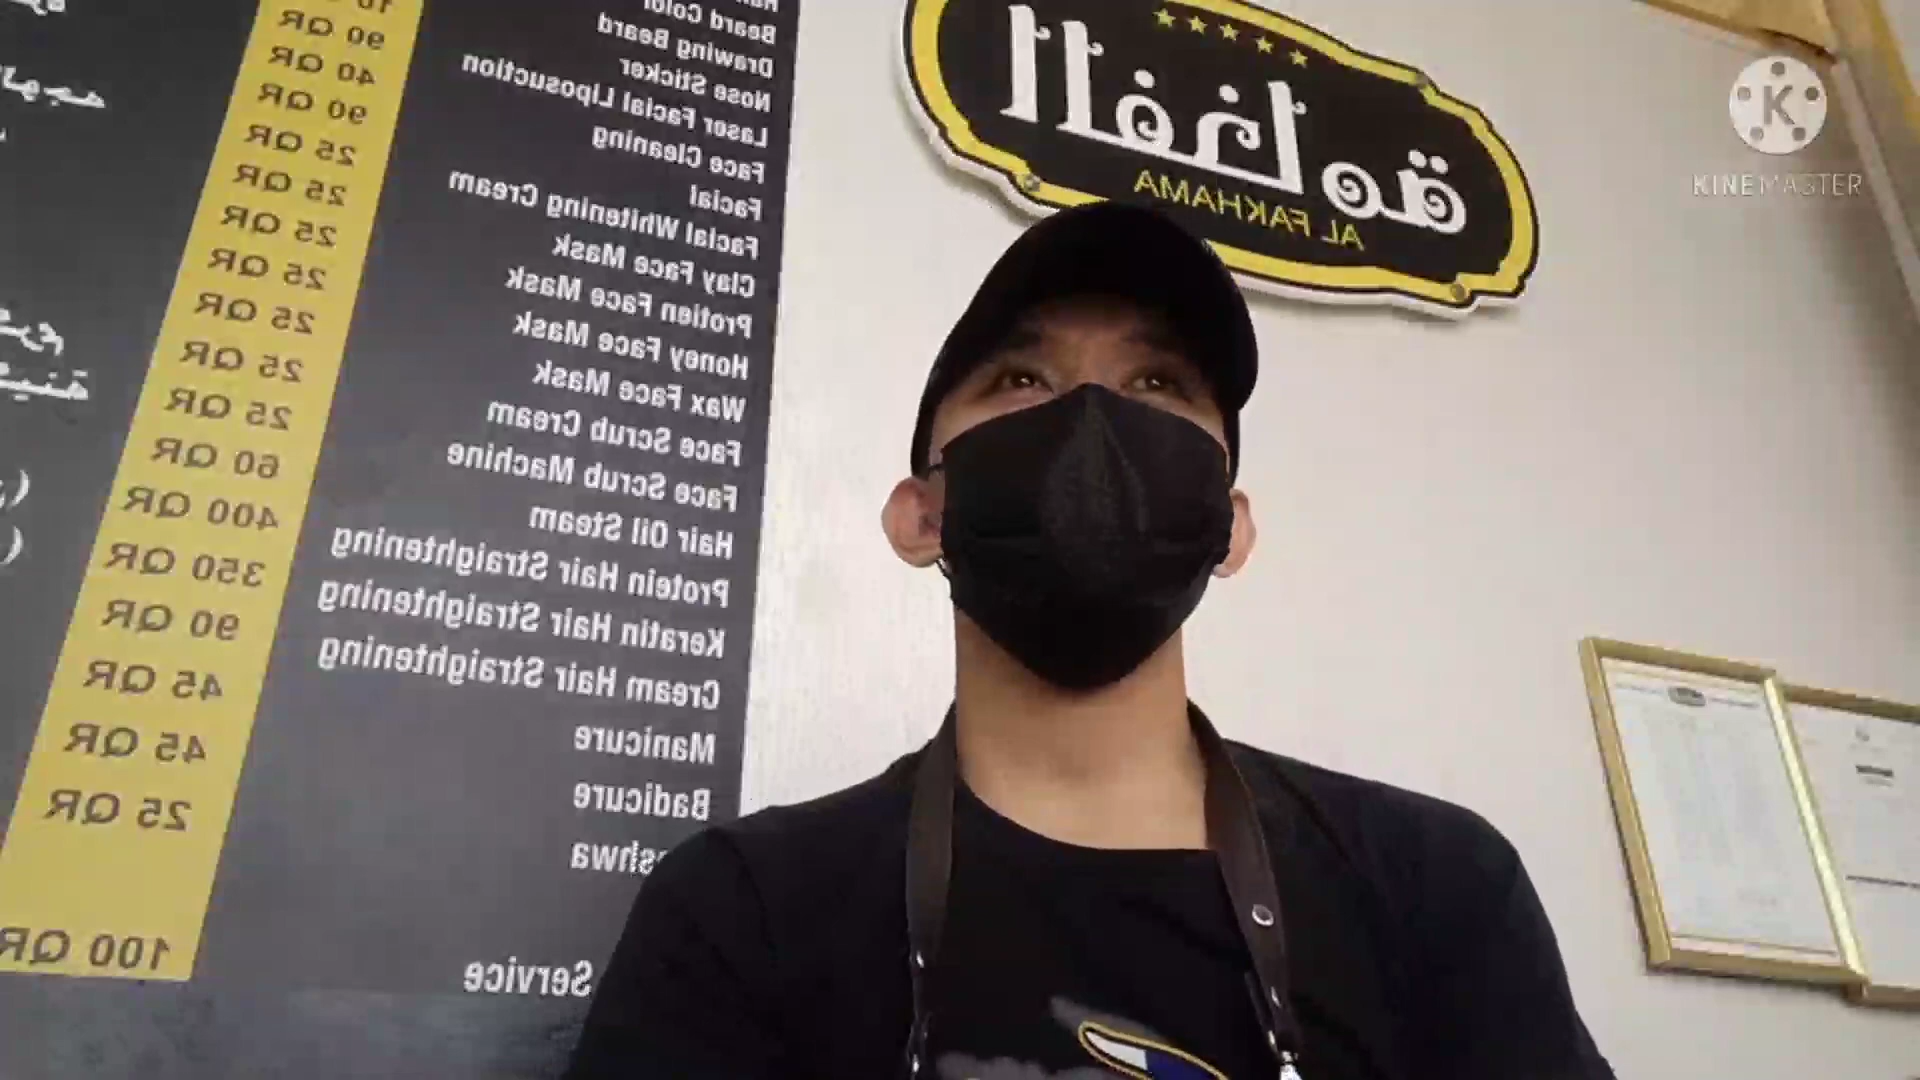 الفخامة
AL FAKHAMA
KINEMASTER
Beard Color
Drawing Beard
Nose Sticker 10
Laser Facial Liposuction 90 QR
Face Cleaning 40 QR
Facial 90 QR
Facial Whitening Cream 25 QR
Clay Face Mask 25 QR
Protien Face Mask 25 QR
Honey Face Mask 25 QR
Wax Face Mask 25 QR
Face Scrub Cream 25 QR
Face Scrub Machine 25 QR
Hair Oil Steam 60 QR
Protein Hair Straightening 400 QR
Keratin Hair Straightening 350 QR
Cream Hair Straightening 90 QR
Manicure 45 QR
Badicure 45 QR
25 QR
Service 100 QR